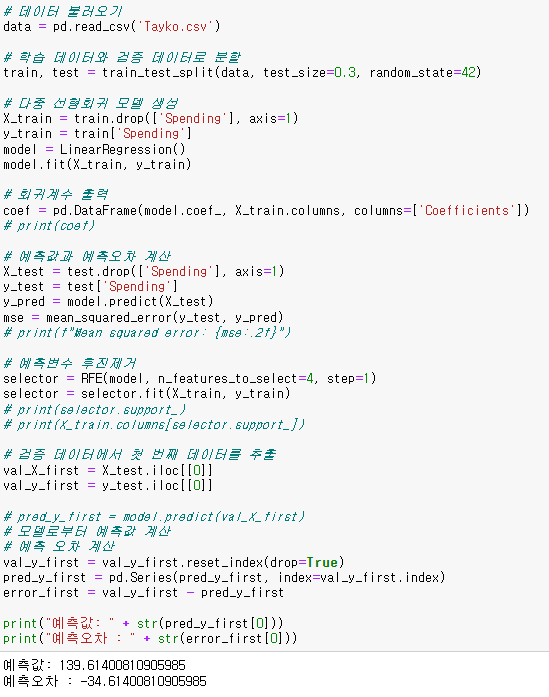 # 데이터 불러오기
data = pd.read_csv('Tayko.csv')
# 학습 데이터와 검증 데이터로 분할
train, test = train_test_split(data, test_size=0.3, random_state=42)
# 다중 선형회귀 모델 생성
X_train = train.drop(['Spending'], axis=1)
y_train = train['Spending']
model = LinearRegression()
model.fit(X_train, y_train)
# 회귀계수 출력
coef = pd.DataFrame(model.coef_, X_train.columns, columns=['Coefficients'])
# print(coef)
# 예측값과 예측오차 계산
X_test = test.drop(['Spending'], axis=1)
y_test = test['Spending']
y_pred = model.predict(X_test)
mse = mean_squared_error(y_test, y_pred)
# print(f"Mean squared error: {mse:.2f}")
# 예측변수 후진제거
selector = RFE(model, n_features_to_select=4, step=1)
selector = selector.fit(X_train, y_train)
# print(selector.support_)
# print(X_train.columns[selector.support_])
# 검증 데이터에서 첫 번째 데이터를 추출
val_X_first = X_test.iloc[[0]]
val_y_first = y_test.iloc[[0]]
# pred_y_first = model.predict(val_X_first)
# 모델로부터 예측값 계산
# 예측 오차 계산
val_y_first = val_y_first.reset_index(drop=True)
pred_y_first = pd.Series(pred_y_first, index=val_y_first.index)
error_first = val_y_first - pred_y_first
print("예측값: " + str(pred_y_first[0]))
print("예측오차 : " + str(error_first[0]))
예측값: 139.61400810905985
예측오차 : -34.61400810905985